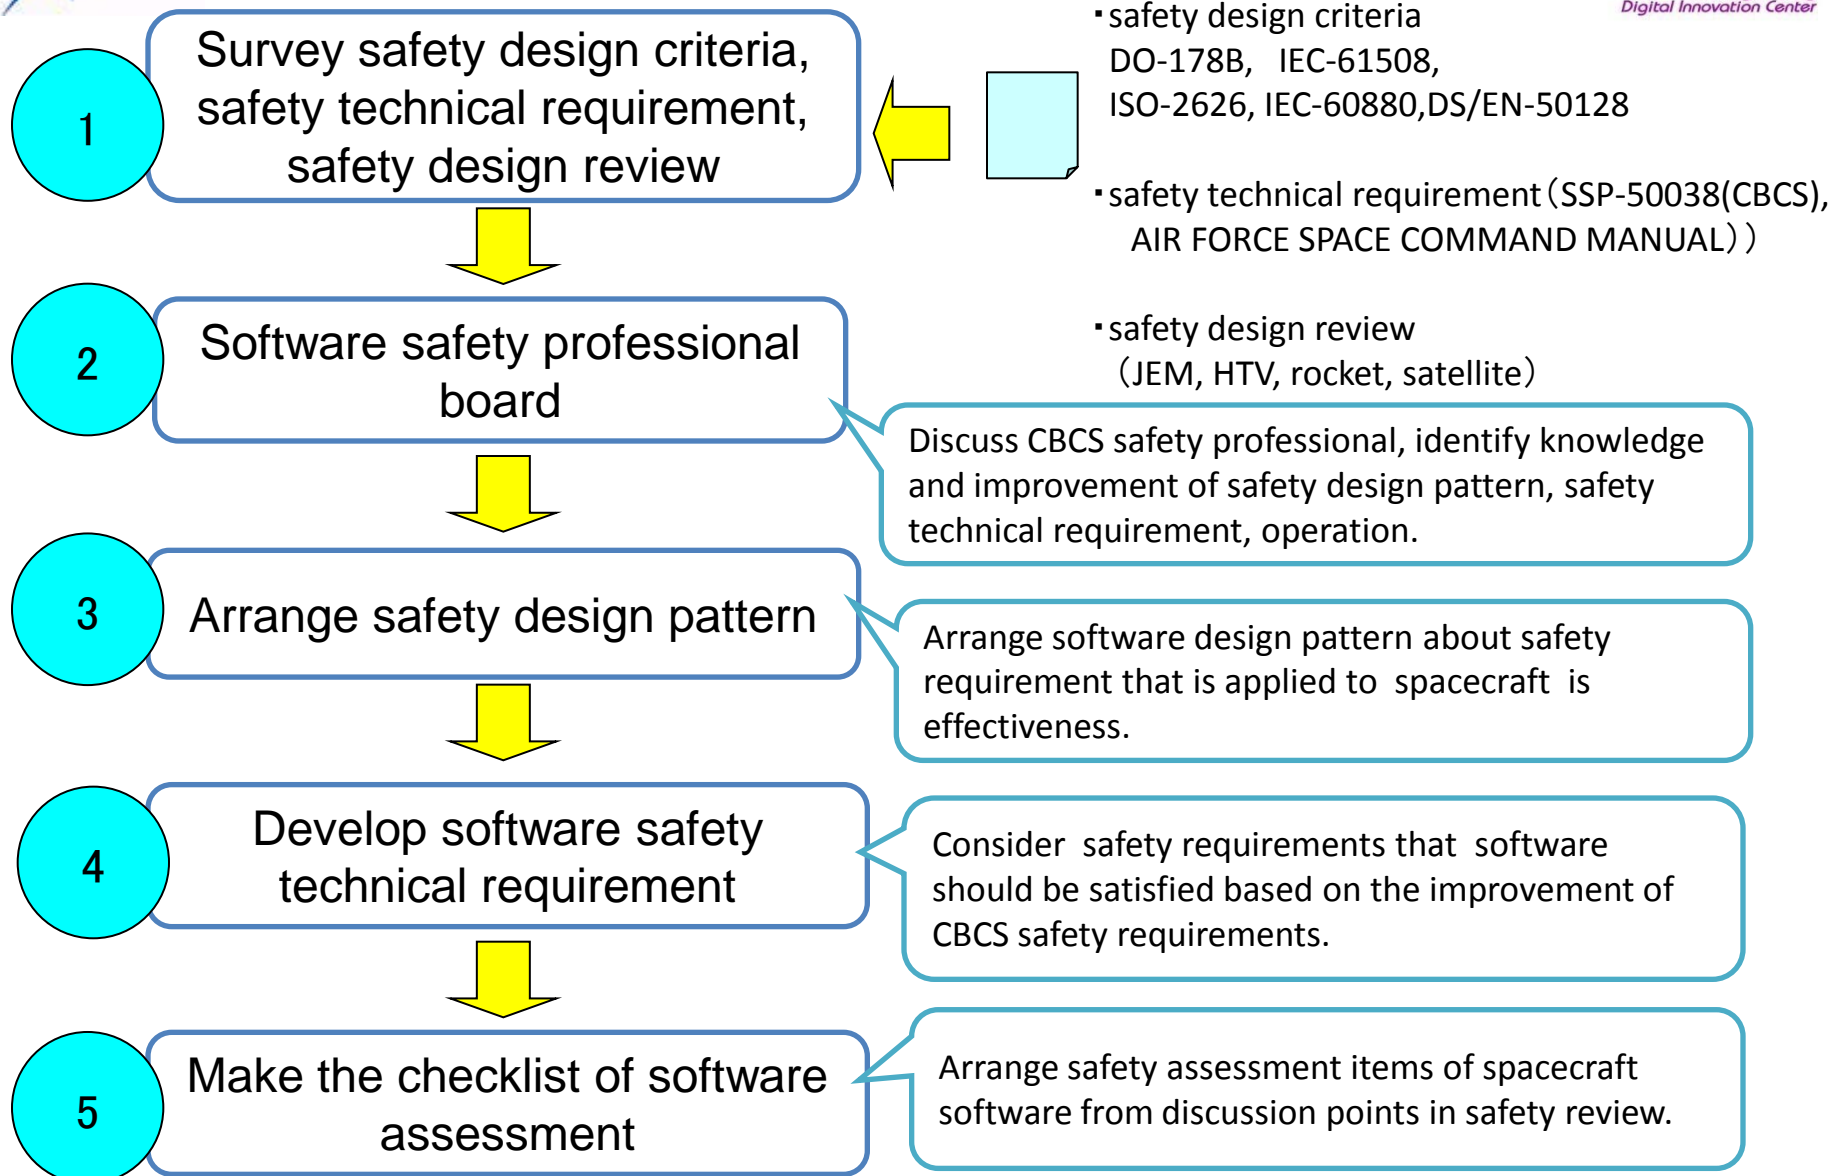 Digital Innovation Center
1
Survey safety design criteria,
safety technical requirement,
safety design review
・safety design criteria
DO-178B, IEC-61508,
ISO-2626, IEC-60880,DS/EN-50128
・safety technical requirement（SSP-50038(CBCS),
AIR FORCE SPACE COMMAND MANUAL））
・safety design review
（JEM, HTV, rocket, satellite）
2
Software safety professional
board
Discuss CBCS safety professional, identify knowledge
and improvement of safety design pattern, safety
technical requirement, operation.
3
Arrange safety design pattern
Arrange software design pattern about safety
requirement that is applied to spacecraft is
effectiveness.
4
Develop software safety
technical requirement
Consider safety requirements that software
should be satisfied based on the improvement of
CBCS safety requirements.
5
Make the checklist of software
assessment
Arrange safety assessment items of spacecraft
software from discussion points in safety review.